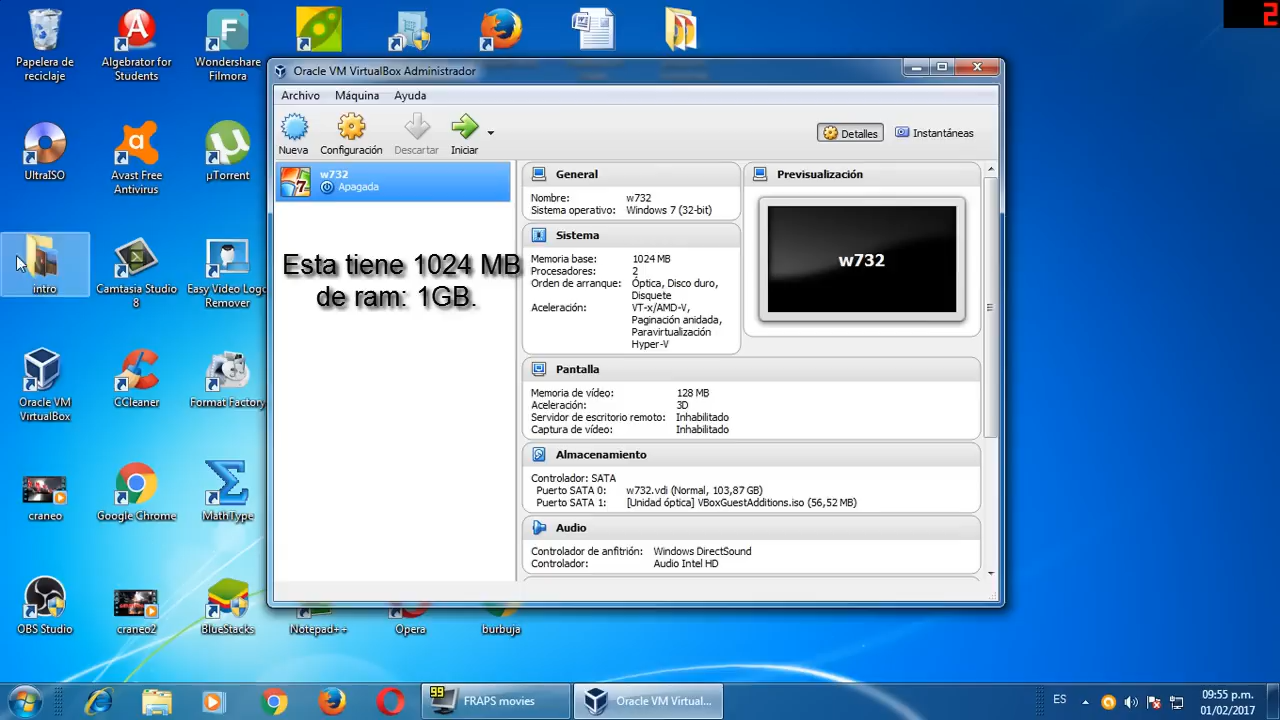 2
Papelera de
reciclaje
Algebrator for
Students
Wondershare
Filmora
UltraISO
Avast Free
Antivirus
µTorrent
intro
Camtasia Studio
8
Easy Video Logo
Remover
Oracle VM
VirtualBox
CCleaner
Format Factory
craneo
Google Chrome
MathType
OBS Studio
craneo2
BlueStacks
Notepad++
Opera
burbuja
Oracle VM VirtualBox Administrador
Archivo Máquina Ayuda
Nueva Configuración Descartar Iniciar
Detalles Instantáneas
w732
Apagada
Esta tiene 1024 MB
de ram: 1GB.
General
Nombre: w732
Sistema operativo: Windows 7 (32-bit)
Sistema
Memoria base: 1024 MB
Procesadores: 2
Orden de arranque: Óptica, Disco duro,
Disquete
Aceleración: VT-x/AMD-V,
Paginación anidada,
Paravirtualización
Hyper-V
Previsualización
w732
Pantalla
Memoria de vídeo: 128 MB
Aceleración: 3D
Servidor de escritorio remoto: Inhabilitado
Captura de vídeo: Inhabilitado
Almacenamiento
Controlador: SATA
Puerto SATA 0: w732.vdi (Normal, 103,87 GB)
Puerto SATA 1: [Unidad óptica] VBoxGuestAdditions.iso (56,52 MB)
Audio
Controlador de anfitrión: Windows DirectSound
Controlador: Audio Intel HD
99
FRAPS movies
Oracle VM Virtual...
ES
09:55 p.m.
01/02/2017